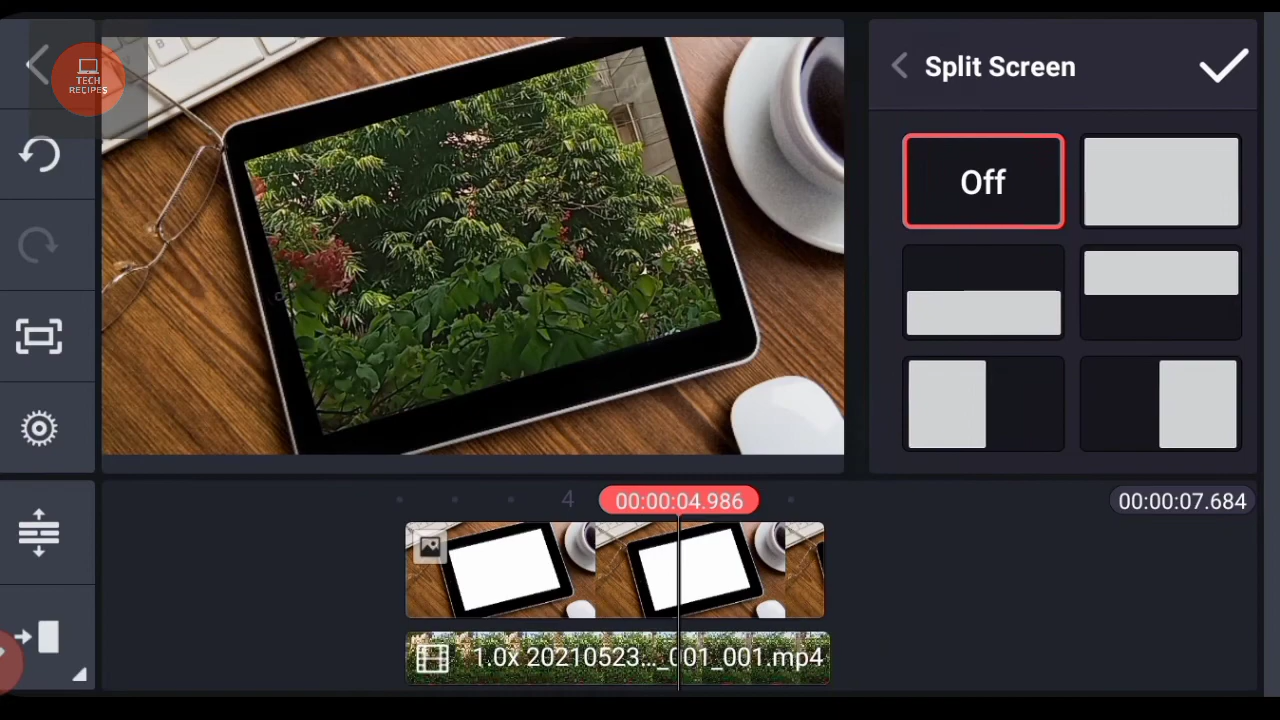 TECH
RECIPES
Split Screen
Off
4
00:00:04.986
00:00:07.684
1.0x 20210523..._001_001.mp4